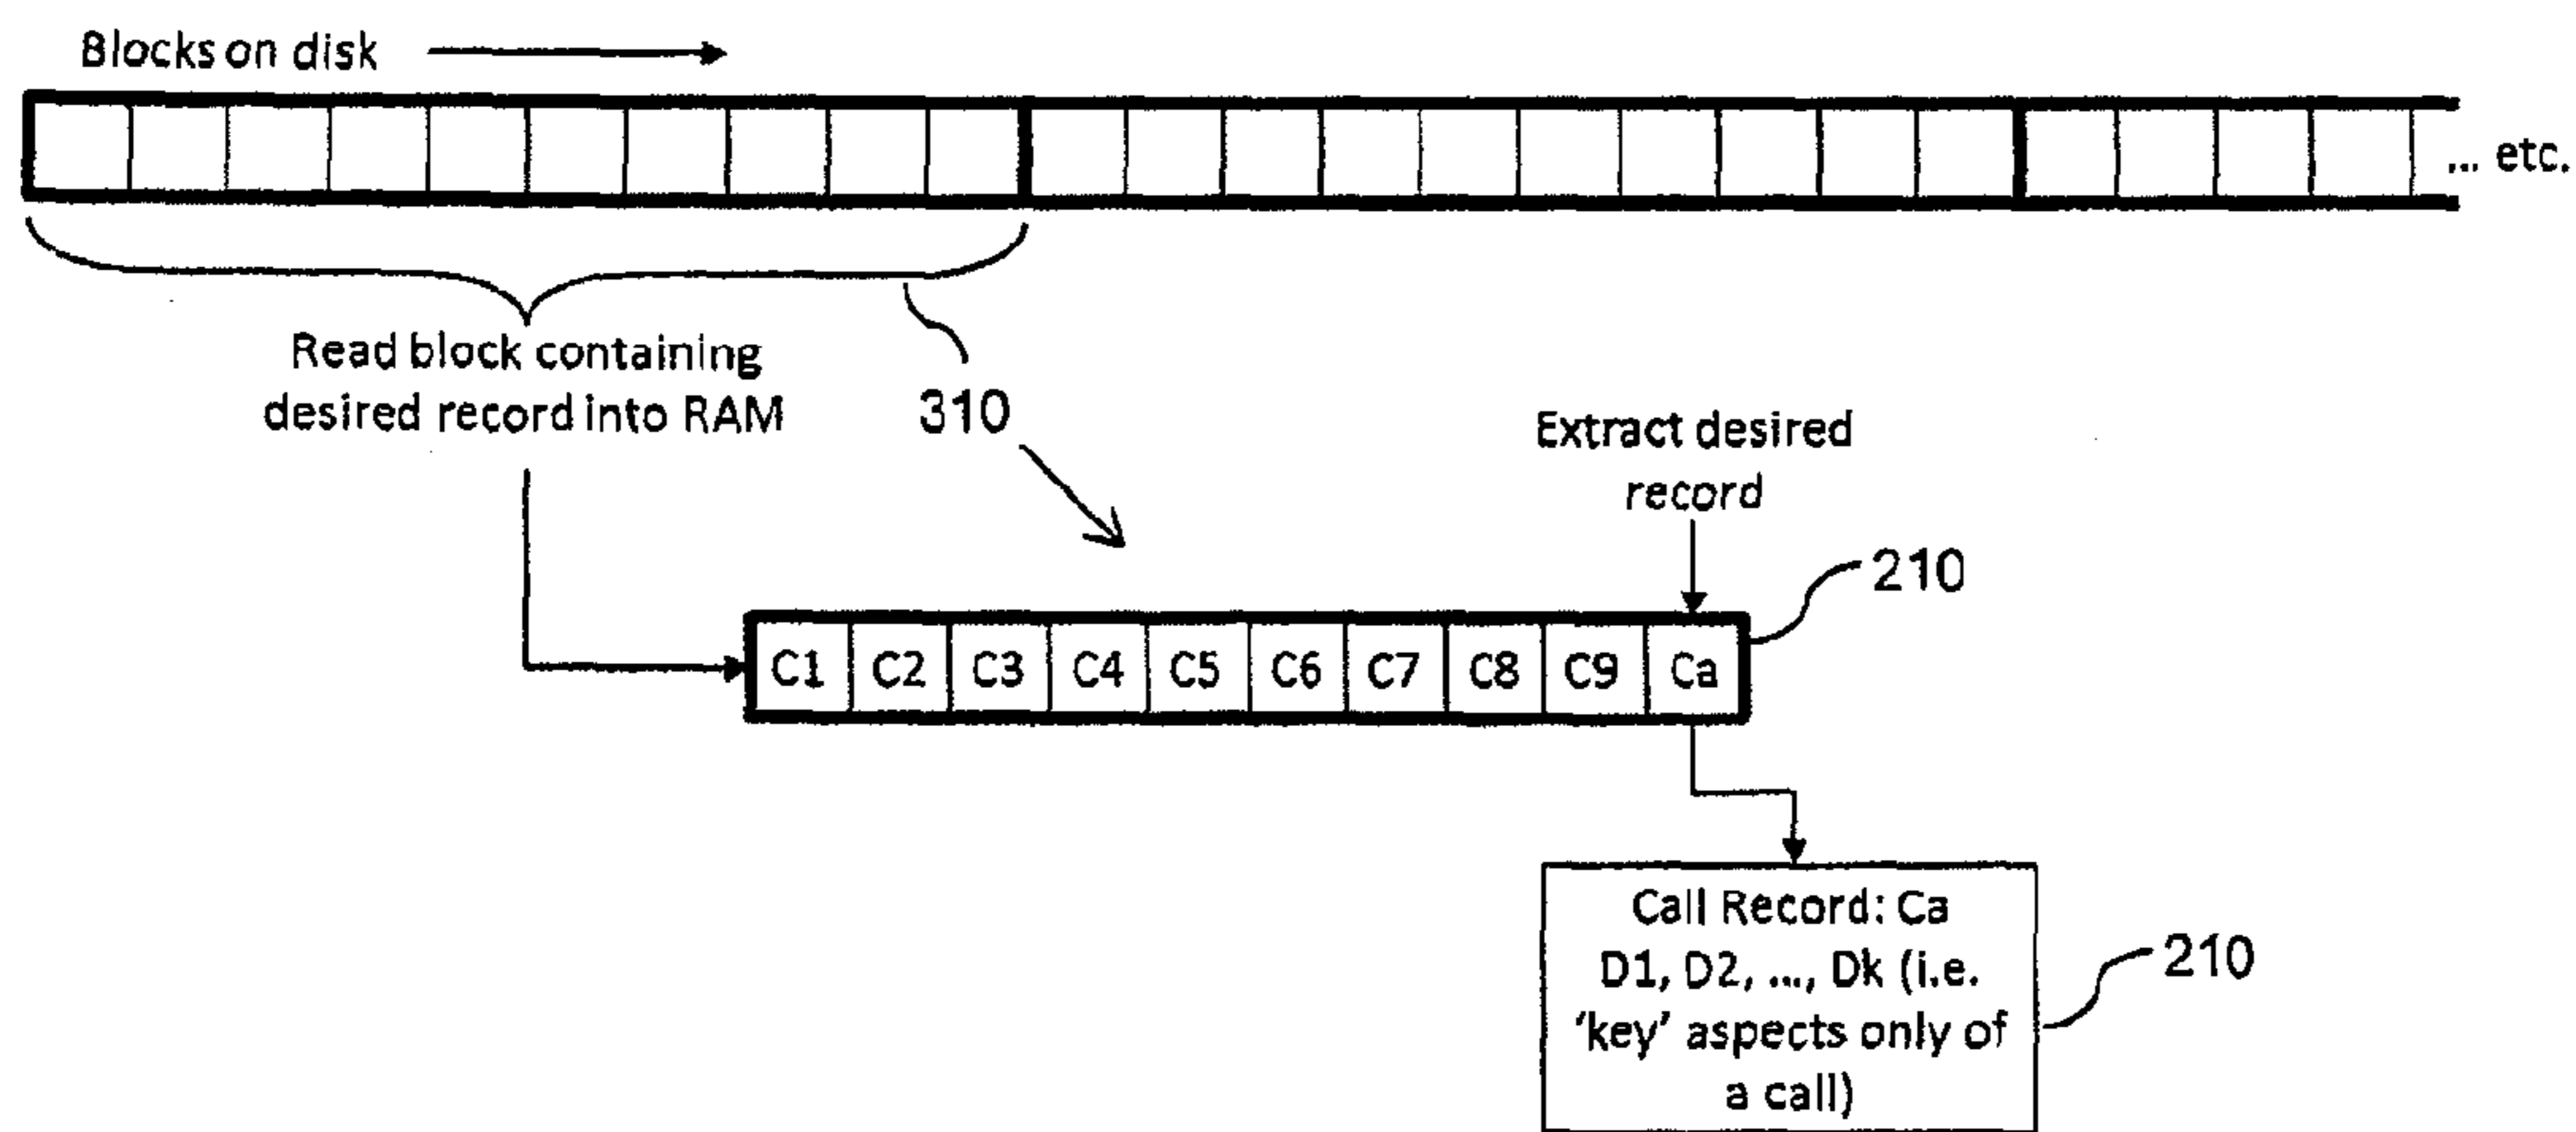 Blocks on disk
... etc.
Read block containing
desired record into RAM
310
Extract desired
record
210
C1 C2 C3 C4 C5 C6 C7 C8 C9 Ca
Call Record: Ca
D1, D2, ..., Dk (i.e.
‘key’ aspects only of
a call)
210